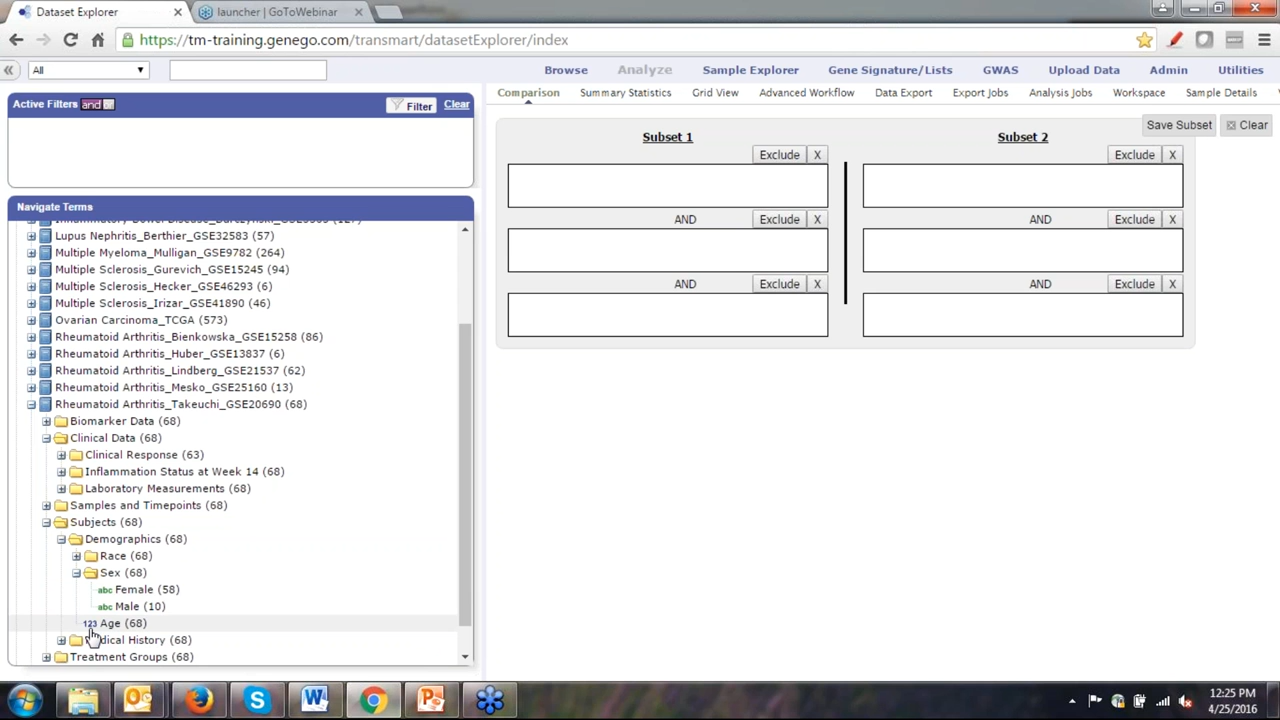 Dataset Explorer
launcher | GoToWebinar
https://tm-training.genego.com/transmart/datasetExplorer/index
All
Browse Analyze Sample Explorer Gene Signature/Lists GWAS Upload Data Admin Utilities
Comparison Summary Statistics Grid View Advanced Workflow Data Export Export Jobs Analysis Jobs Workspace Sample Details
Active Filters and Filter Clear
Save Subset Clear
Subset 1 Subset 2
Exclude X Exclude X
AND Exclude X AND Exclude X
AND Exclude X AND Exclude X
Navigate Terms
Lupus Nephritis_Berthier_GSE32583 (57)
Multiple Myeloma_Mulligan_GSE9782 (264)
Multiple Sclerosis_Gurevich_GSE15245 (94)
Multiple Sclerosis_Hecker_GSE46293 (6)
Multiple Sclerosis_Irizar_GSE41890 (46)
Ovarian Carcinoma_TCGA (573)
Rheumatoid Arthritis_Bienkowska_GSE15258 (86)
Rheumatoid Arthritis_Huber_GSE13837 (6)
Rheumatoid Arthritis_Lindberg_GSE21537 (62)
Rheumatoid Arthritis_Mesko_GSE25160 (13)
Rheumatoid Arthritis_Takeuchi_GSE20690 (68)
Biomarker Data (68)
Clinical Data (68)
Clinical Response (63)
Inflammation Status at Week 14 (68)
Laboratory Measurements (68)
Samples and Timepoints (68)
Subjects (68)
Demographics (68)
Race (68)
Sex (68)
abc Female (58)
abc Male (10)
123 Age (68)
dical History (68)
Treatment Groups (68)
12:25 PM
4/25/2016